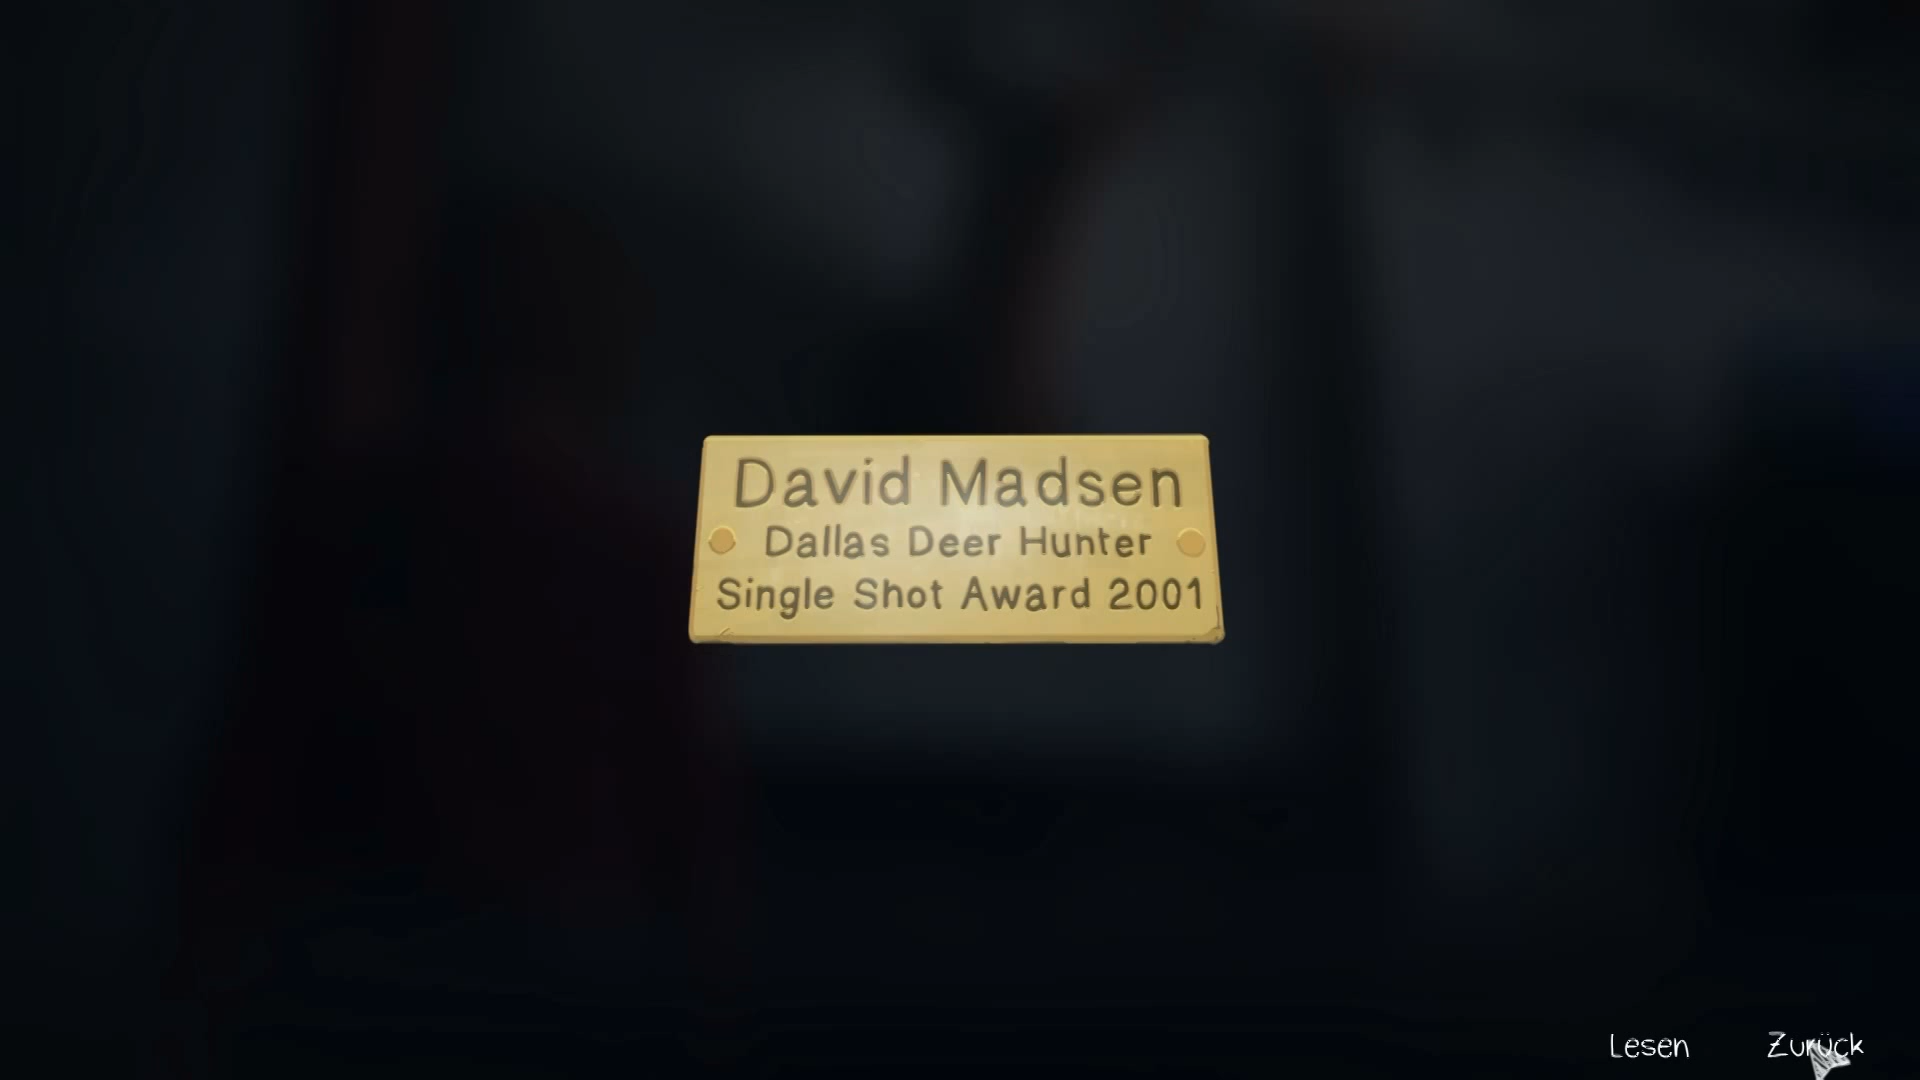 David Madsen
Dallas Deer Hunter
Single Shot Award 2001
Lesen
Zurück